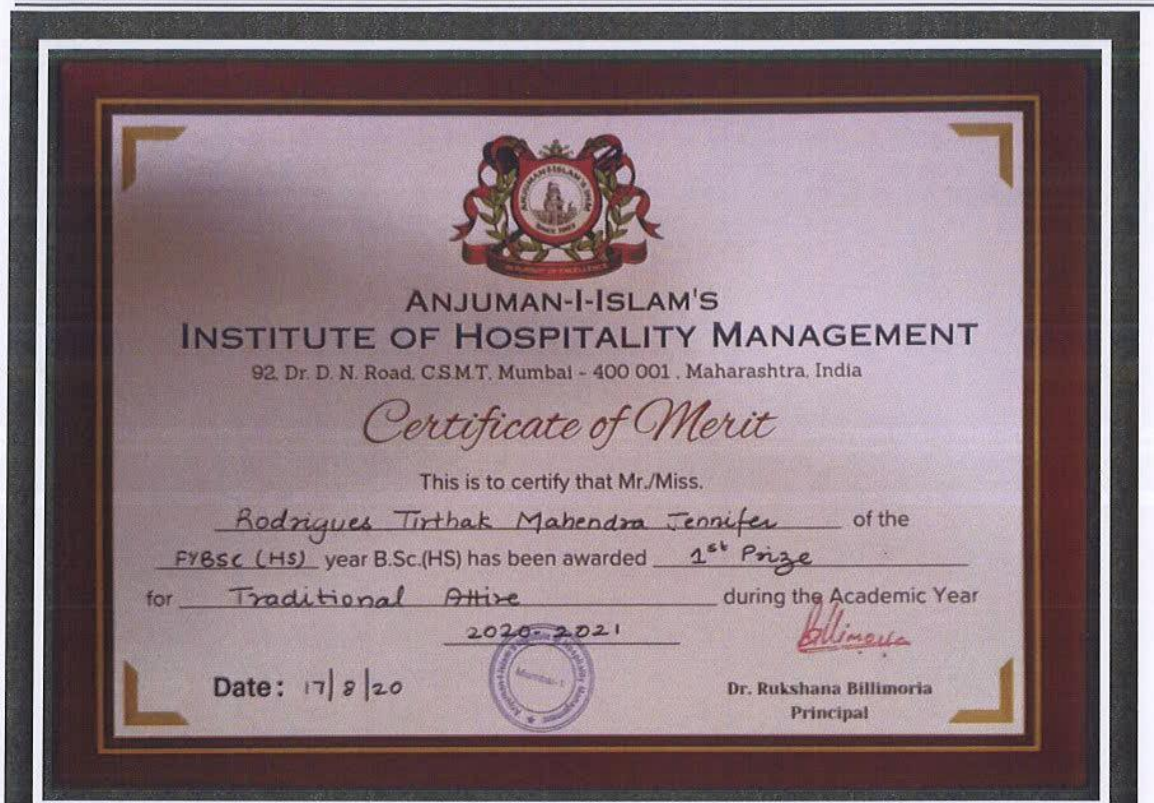 ANJUMAN-I-ISLAM'S
INSTITUTE OF HOSPITALITY MANAGEMENT
92, Dr. D. N. Road, C.S.M.T, Mumbai - 400 001 , Maharashtra, India
Certificate of Merit
This is to certify that Mr./Miss.
Rodrigues Tirthak Mahendra Jennifer of the
FYBSC (HS) year B.Sc.(HS) has been awarded 1st Prize
for Traditional Attire during the Academic Year
2020-2021
Billimoria
Mumbai-1
Date: 17/8/20
Dr. Rukshana Billimoria
Principal